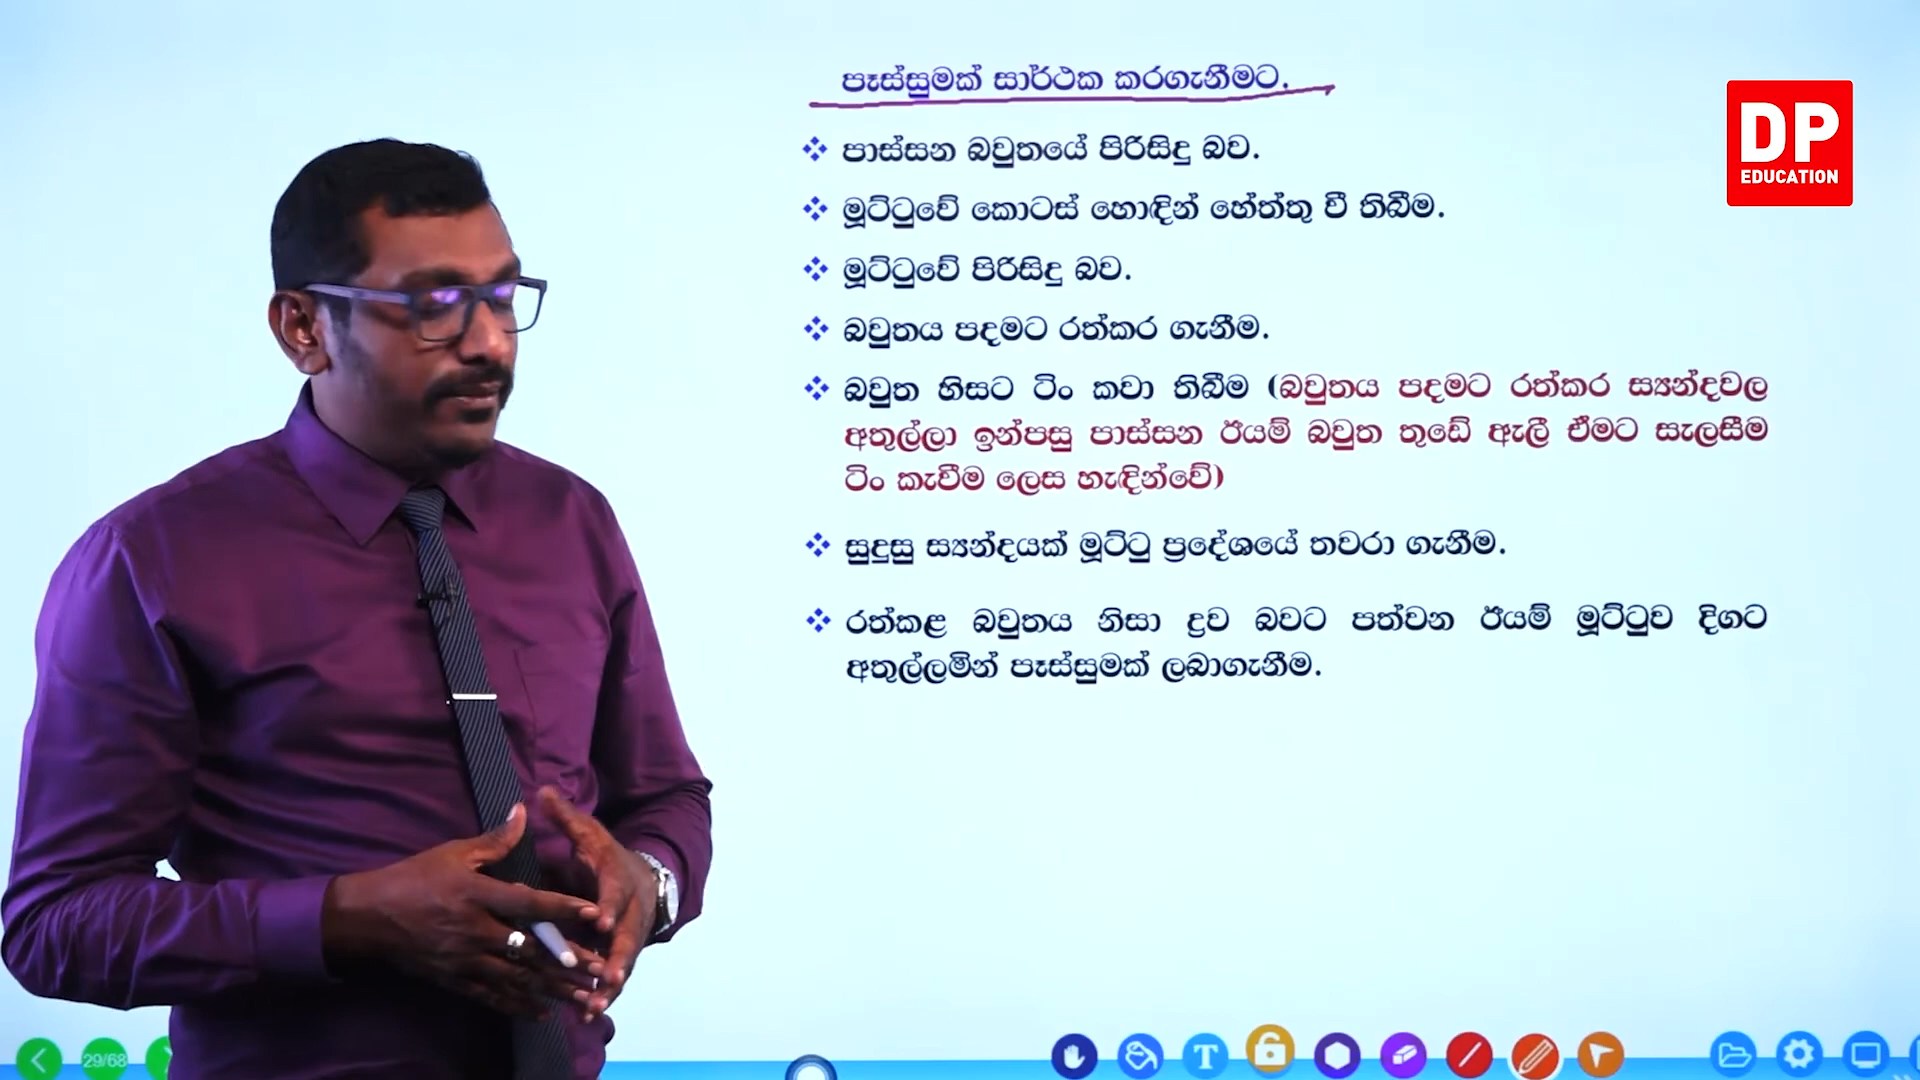 පෑස්සුමක් සාර්ථක කරගැනීමට.
DP
EDUCATION
පාස්සන බවුතයේ පිරිසිදු බව.
මූට්ටුවේ කොටස් හොඳින් හේත්තු වී තිබීම.
මූට්ටුවේ පිරිසිදු බව.
බවුතය පදමට රත්කර ගැනීම.
බවුත හිසට ටිං කවා තිබීම (බවුතය පදමට රත්කර ස්‍යන්දවල
අතුල්ලා ඉන්පසු පාස්සන ඊයම් බවුත තුඩේ ඇලී ඒමට සැලසීම
ටිං කැවීම ලෙස හැඳින්වේ)
සුදුසු ස්‍යන්දයක් මූට්ටු ප්‍රදේශයේ තවරා ගැනීම.
රත්කළ බවුතය නිසා ද්‍රව බවට පත්වන ඊයම් මූට්ටුව දිගට
අතුල්ලමින් පෑස්සුමක් ලබාගැනීම.
29/68
T